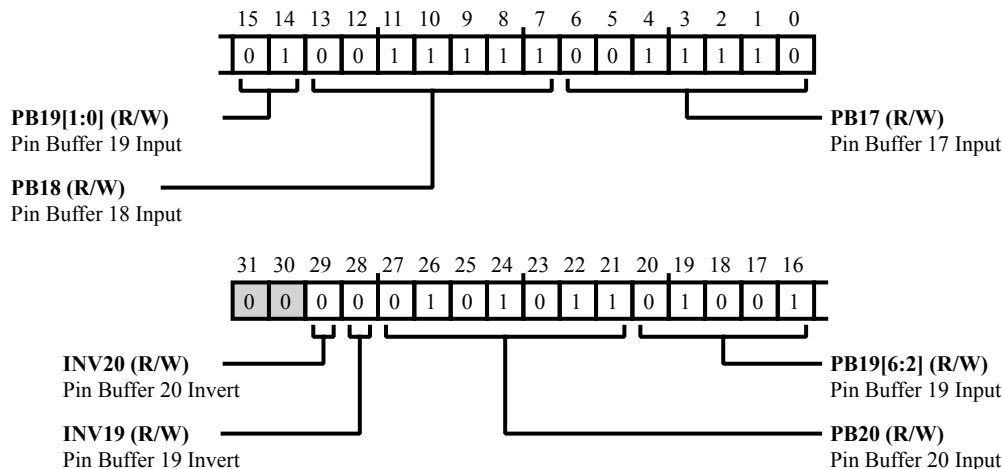 15 14 13 12 11 10 9 8 7 6 5 4 3 2 1 0
0 1 0 0 1 1 1 1 1 0 0 1 1 1 1 0
PB19[1:0] (R/W)
Pin Buffer 19 Input
PB17 (R/W)
Pin Buffer 17 Input
PB18 (R/W)
Pin Buffer 18 Input
31 30 29 28 27 26 25 24 23 22 21 20 19 18 17 16
0 0 0 0 0 1 0 1 0 1 1 0 1 0 0 1
INV20 (R/W)
Pin Buffer 20 Invert
PB19[6:2] (R/W)
Pin Buffer 19 Input
INV19 (R/W)
Pin Buffer 19 Invert
PB20 (R/W)
Pin Buffer 20 Input